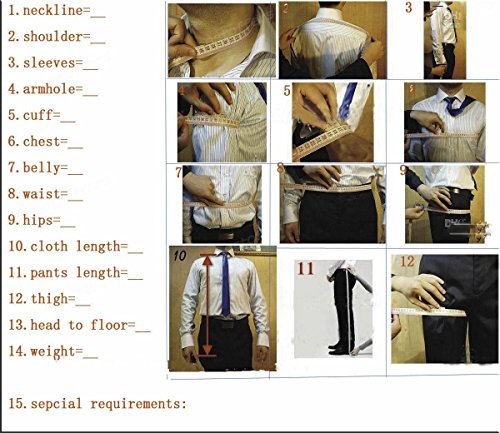 1. neckline=__
2. shoulder=__
3. sleeves=__
4. armhole=__
5. cuff=__
6. chest=__
7. belly=__
8. waist=__
9. hips=__
10. cloth length=__
11. pants length=__
12. thigh=__
13. head to floor=__
14. weight=__
15. sepcial requirements:
2
3
5
7
8
9
10
11
12